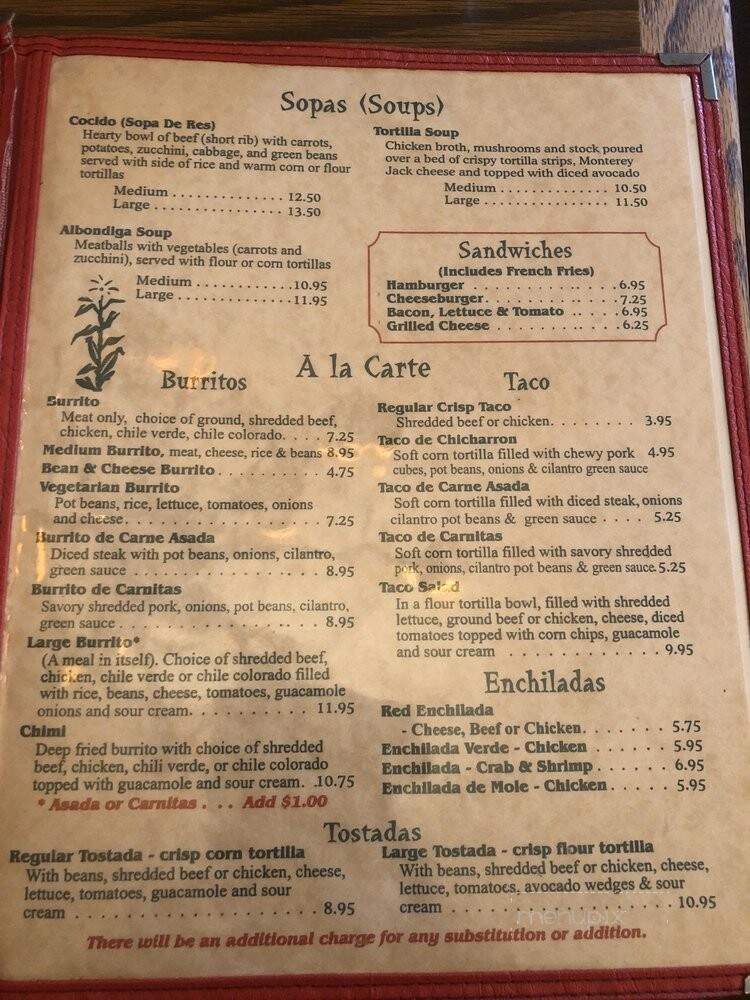 Sopas (Soups)
Cocido (Sopa De Res)
Hearty bowl of beef (short rib) with carrots,
potatoes, zucchini, cabbage, and green beans
served with side of rice and warm corn or flour
tortillas
Medium . . . . . . . . . . . . . . . 12.50
Large . . . . . . . . . . . . . . . 13.50
Albondiga Soup
Meatballs with vegetables (carrots and
zucchini), served with flour or corn tortillas
Medium . . . . . . . . . . . . .10.95
Large . . . . . . . . . . . . . .11.95
Tortilla Soup
Chicken broth, mushrooms and stock poured
over a bed of crispy tortilla strips, Monterey
Jack cheese and topped with diced avocado
Medium . . . . . . . . . . . . . . 10.50
Large . . . . . . . . . . . . . . . 11.50
Sandwiches
(Includes French Fries)
Hamburger . . . . . . . . . . . . . . 6.95
Cheeseburger. . . . . . . . . . . . . 7.25
Bacon, Lettuce & Tomato . . . . . 6.95
Grilled Cheese . . . . . . . . . . . . 6.25
A la Carte
Burritos
Burrito
Meat only, choice of ground, shredded beef,
chicken, chile verde, chile colorado. . . . 7.25
Medium Burrito, meat, cheese, rice & beans 8.95
Bean & Cheese Burrito . . . . . . . . . . 4.75
Vegetarian Burrito
Pot beans, rice, lettuce, tomatoes, onions
and cheese. . . . . . . . . . . . . . . . . . . 7.25
Burrito de Carne Asada
Diced steak with pot beans, onions, cilantro,
green sauce . . . . . . . . . . . . . . . . . . 8.95
Burrito de Carnitas
Savory shredded pork, onions, pot beans, cilantro,
green sauce . . . . . . . . . . . . . . . . . . . 8.95
Large Burrito*
(A meal in itself). Choice of shredded beef,
chicken, chile verde or chile colorado filled
with rice, beans, cheese, tomatoes, guacamole
onions and sour cream. . . . . . . . . . 11.95
Chimi
Deep fried burrito with choice of shredded
beef, chicken, chili verde, or chile colorado
topped with guacamole and sour cream. .10.75
* Asada or Carnitas . . . Add $1.00
Taco
Regular Crisp Taco
Shredded beef or chicken. . . . . . . . 3.95
Taco de Chicharron
Soft corn tortilla filled with chewy pork 4.95
cubes, pot beans, onions & cilantro green sauce
Taco de Carne Asada
Soft corn tortilla filled with diced steak, onions
cilantro pot beans & green sauce . . . . 5.25
Taco de Carnitas
Soft corn tortilla filled with savory shredded
pork, onions, cilantro pot beans & green sauce. 5.25
Taco Salad
In a flour tortilla bowl, filled with shredded
lettuce, ground beef or chicken, cheese, diced
tomatoes topped with corn chips, guacamole
and sour cream . . . . . . . . . . . . 9.95
Enchiladas
Red Enchilada
- Cheese, Beef or Chicken. . . . . . . 5.75
Enchilada Verde - Chicken . . . . . . 5.95
Enchilada - Crab & Shrimp . . . . . . 6.95
Enchilada de Mole - Chicken . . . . . 5.95
Tostadas
Regular Tostada - crisp corn tortilla
With beans, shredded beef or chicken, cheese,
lettuce, tomatoes, guacamole and sour
cream . . . . . . . . . . . . . . . . . . 8.95
Large Tostada - crisp flour tortilla
With beans, shredded beef or chicken, cheese,
lettuce, tomatoes, avocado wedges & sour
cream . . . . . . . . . . . . . . . . . 10.95
menupix
There will be an additional charge for any substitution or addition.